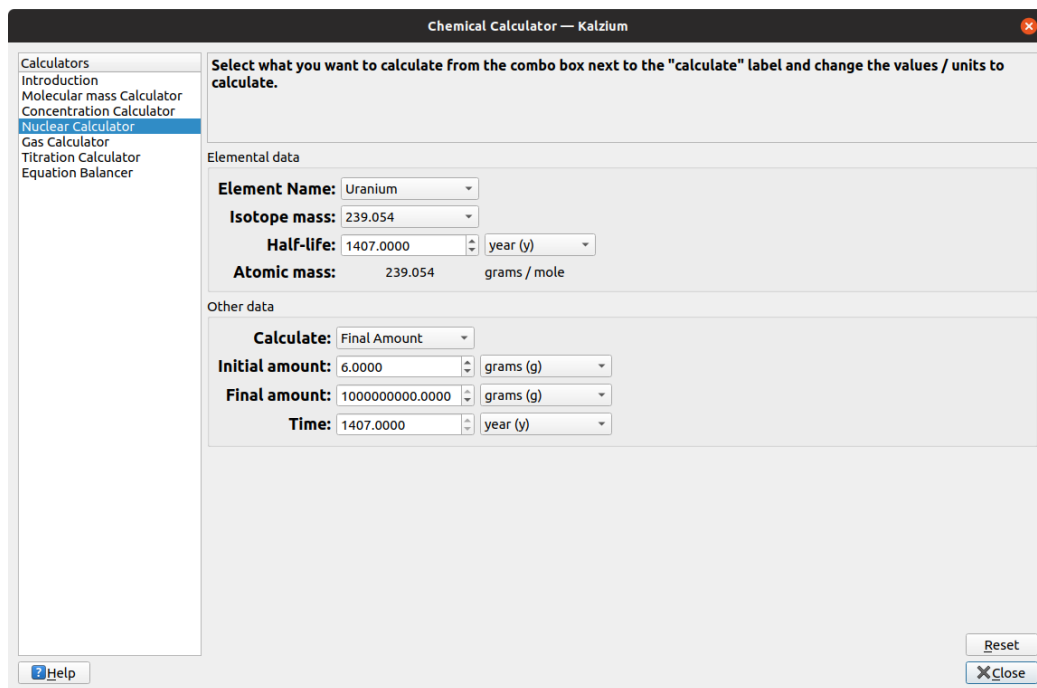 Chemical Calculator — Kalzium
Calculators
Introduction
Molecular mass Calculator
Concentration Calculator
Nuclear Calculator
Gas Calculator
Titration Calculator
Equation Balancer
Select what you want to calculate from the combo box next to the "calculate" label and change the values / units to
calculate.
Elemental data
Element Name: Uranium
Isotope mass: 239.054
Half-life: 1407.0000 year (y)
Atomic mass: 239.054 grams / mole
Other data
Calculate: Final Amount
Initial amount: 6.0000 grams (g)
Final amount: 1000000000.0000 grams (g)
Time: 1407.0000 year (y)
Reset
Help
Close